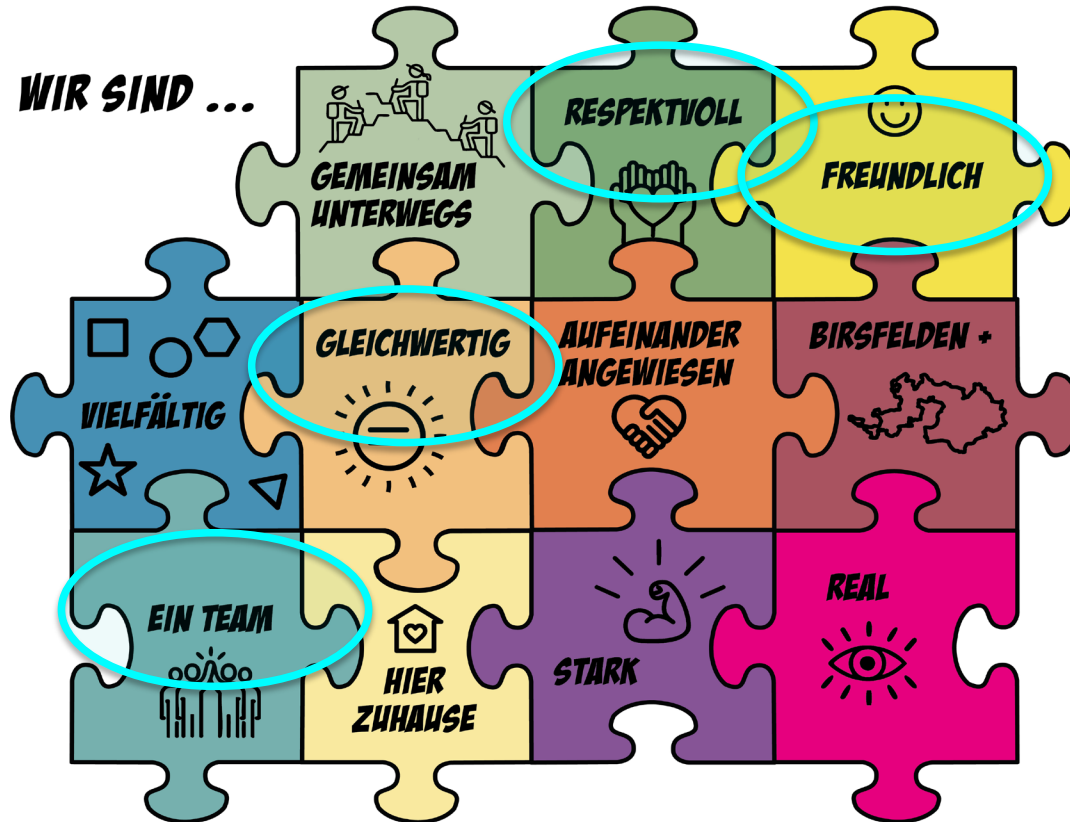 WIR SIND ...
GEMEINSAM
UNTERWEGS
RESPEKTVOLL
FREUNDLICH
VIELFÄLTIG
GLEICHWERTIG
AUFEINANDER
ANGEWIESEN
BIRSFELDEN +
EIN TEAM
HIER
ZUHAUSE
STARK
REAL